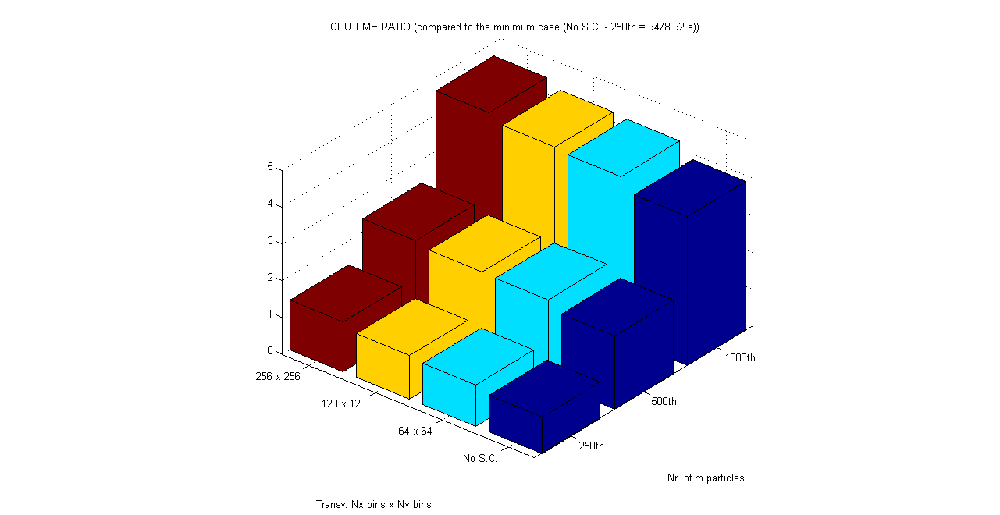 CPU TIME RATIO (compared to the minimum case (No.S.C. - 250th = 9478.92 s))
5
4
3
2
1
0
256 x 256
128 x 128
64 x 64
No S.C.
250th
500th
1000th
Nr. of m.particles
Transv. Nx bins x Ny bins